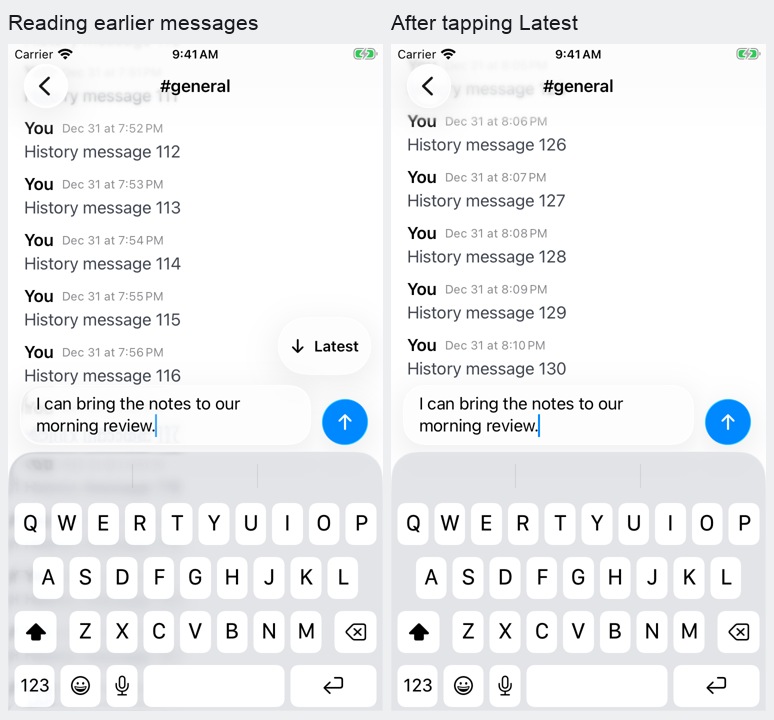 Reading earlier messages
Carrier 9:41 AM
#general
History message 111
You Dec 31 at 7:52 PM
History message 112
You Dec 31 at 7:53 PM
History message 113
You Dec 31 at 7:54 PM
History message 114
You Dec 31 at 7:55 PM
History message 115
You Dec 31 at 7:56 PM
History message 116
↓ Latest
I can bring the notes to our
morning review.
Q W E R T Y U I O P
A S D F G H J K L
Z X C V B N M
123
After tapping Latest
Carrier 9:41 AM
#general
You Dec 31 at 8:06 PM
History message 126
You Dec 31 at 8:07 PM
History message 127
You Dec 31 at 8:08 PM
History message 128
You Dec 31 at 8:09 PM
History message 129
You Dec 31 at 8:10 PM
History message 130
I can bring the notes to our
morning review.
Q W E R T Y U I O P
A S D F G H J K L
Z X C V B N M
123